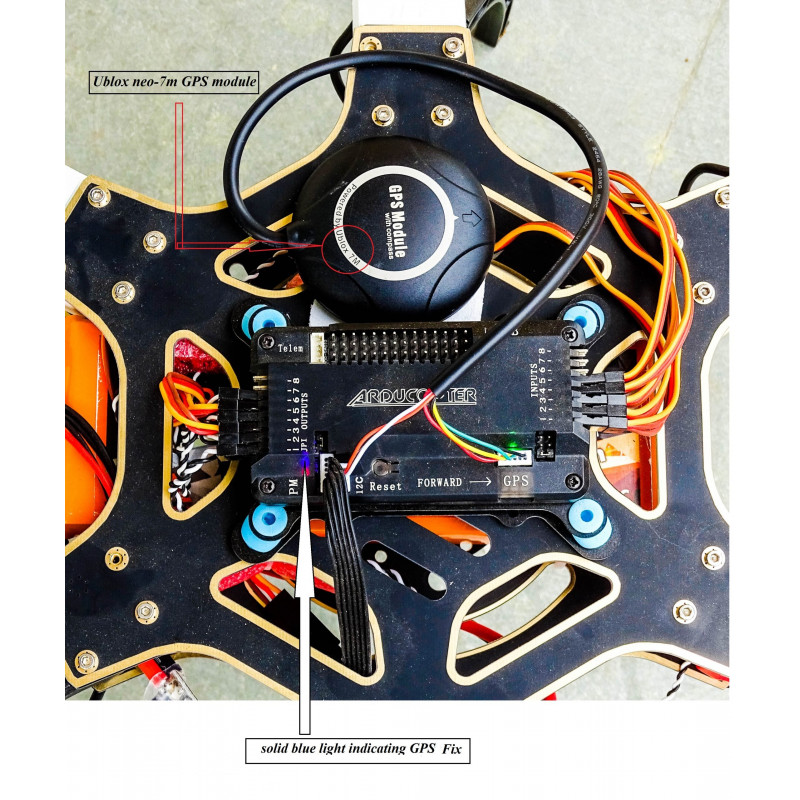 Ublox neo-7m GPS module
Powered by Ublox 7M
GPS Module
with compass
Telem
ARDUCOPTER
INPUTS
1 2 3 4 5 6 7 8
OUTPUTS
1 2 3 4 5 6 7 8
PM
I2C
Reset
FORWARD
GPS
solid blue light indicating GPS Fix